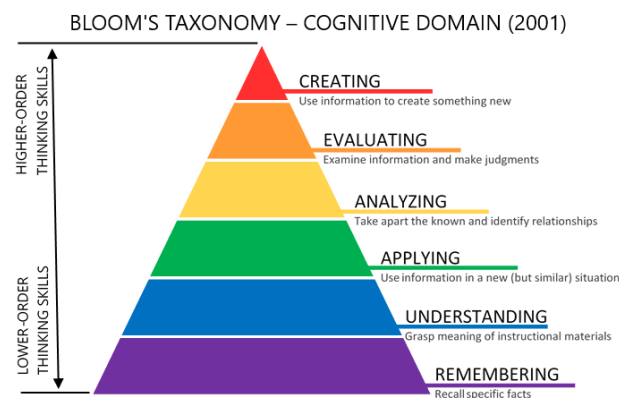 BLOOM'S TAXONOMY – COGNITIVE DOMAIN (2001)
HIGHER-ORDER
THINKING SKILLS
LOWER-ORDER
THINKING SKILLS
CREATING
Use information to create something new
EVALUATING
Examine information and make judgments
ANALYZING
Take apart the known and identify relationships
APPLYING
Use information in a new (but similar) situation
UNDERSTANDING
Grasp meaning of instructional materials
REMEMBERING
Recall specific facts